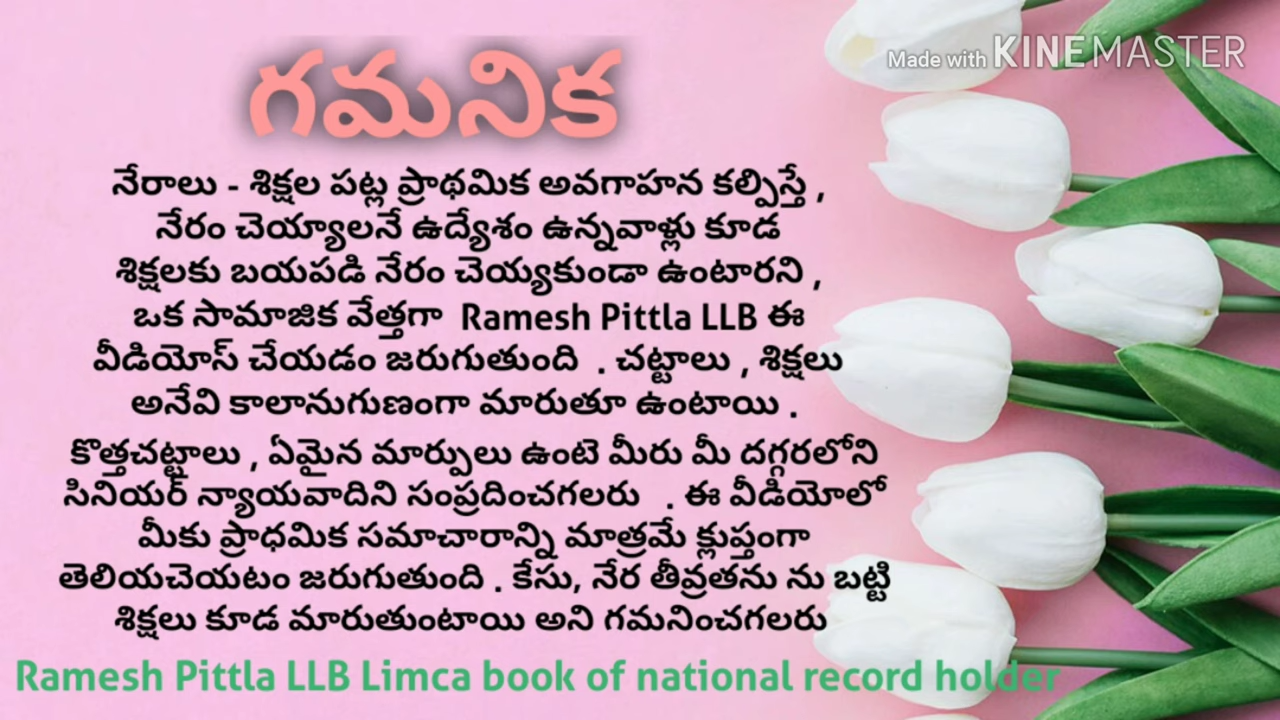 Made with KINEMASTER
గమనిక
నేరాలు - శిక్షల పట్ల ప్రాథమిక అవగాహన కల్పిస్తే ,
నేరం చెయ్యాలనే ఉద్యేశం ఉన్నవాళ్లు కూడ
శిక్షలకు బయపడి నేరం చెయ్యకుండా ఉంటారని ,
ఒక సామాజిక వేత్తగా Ramesh Pittla LLB ఈ
వీడియోస్ చేయడం జరుగుతుంది . చట్టాలు , శిక్షలు
అనేవి కాలానుగుణంగా మారుతూ ఉంటాయి .
కొత్తచట్టాలు , ఏమైన మార్పులు ఉంటె మీరు మీ దగ్గరలోని
సినియర్ న్యాయవాదిని సంప్రదించగలరు . ఈ వీడియోలో
మీకు ప్రాధమిక సమాచారాన్ని మాత్రమే క్లుప్తంగా
తెలియచెయటం జరుగుతుంది . కేసు, నేర తీవ్రతను ను బట్టి
శిక్షలు కూడ మారుతుంటాయి అని గమనించగలరు
Ramesh Pittla LLB Limca book of national record holder